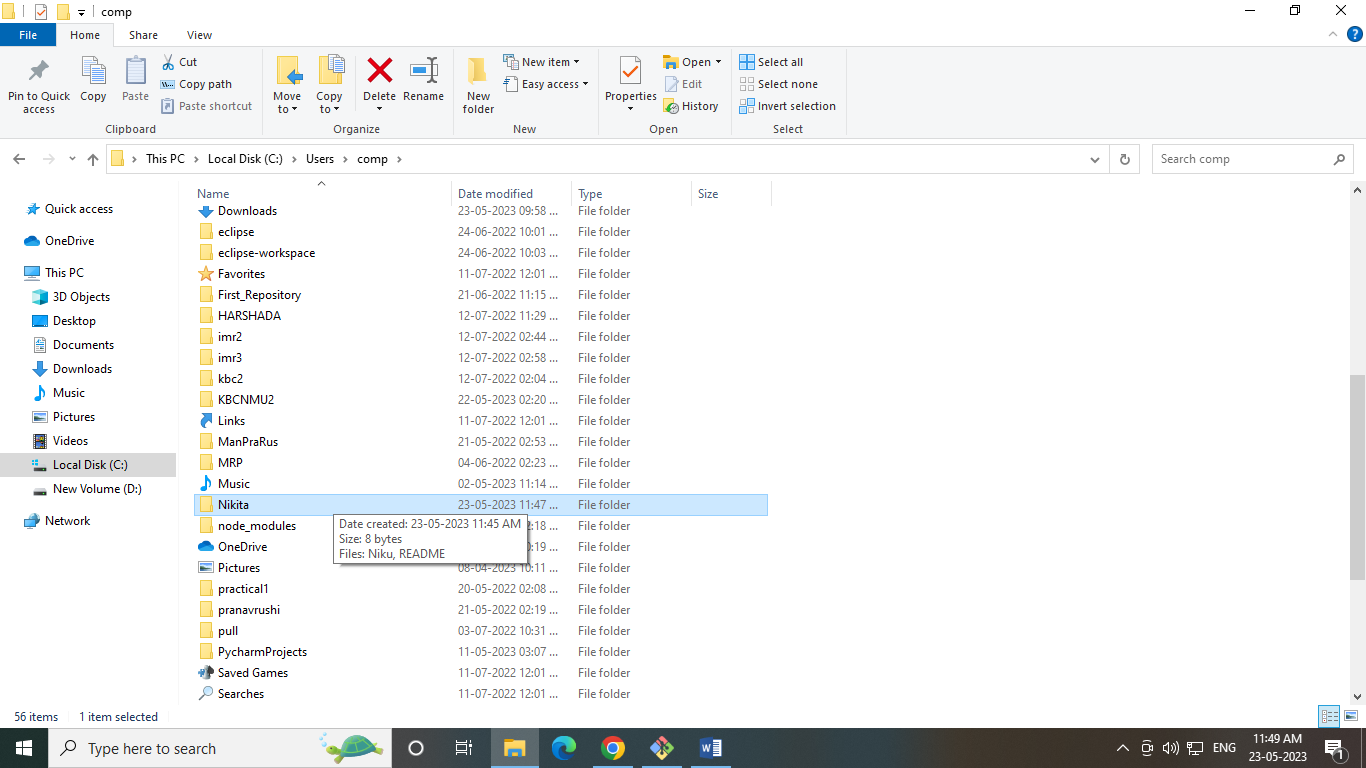 comp
File Home Share View
Pin to Quick access
Copy
Paste
Cut
Copy path
Paste shortcut
Clipboard
Move to
Copy to
Delete
Rename
Organize
New folder
New item
Easy access
New
Properties
Open
Edit
History
Open
Select all
Select none
Invert selection
Select
This PC > Local Disk (C:) > Users > comp >
Search comp
Quick access
OneDrive
This PC
3D Objects
Desktop
Documents
Downloads
Music
Pictures
Videos
Local Disk (C:)
New Volume (D:)
Network
Name Date modified Type Size
Downloads 23-05-2023 09:58 ... File folder
eclipse 24-06-2022 10:01 ... File folder
eclipse-workspace 24-06-2022 10:03 ... File folder
Favorites 11-07-2022 12:01 ... File folder
First_Repository 21-06-2022 11:15 ... File folder
HARSHADA 12-07-2022 11:29 ... File folder
imr2 12-07-2022 02:44 ... File folder
imr3 12-07-2022 02:58 ... File folder
kbc2 12-07-2022 02:04 ... File folder
KBCNMU2 22-05-2023 02:20 ... File folder
Links 11-07-2022 12:01 ... File folder
ManPraRus 21-05-2022 02:53 ... File folder
MRP 04-06-2022 02:23 ... File folder
Music 02-05-2023 11:14 ... File folder
Nikita 23-05-2023 11:47 ... File folder
node_modules 2:18 ... File folder
OneDrive 0:19 ... File folder
Pictures 08-04-2023 10:11 ... File folder
Date created: 23-05-2023 11:45 AM
Size: 8 bytes
Files: Niku, README
practical1 20-05-2022 02:08 ... File folder
pranavrushi 21-05-2022 02:19 ... File folder
pull 03-07-2022 10:31 ... File folder
PycharmProjects 11-05-2023 03:07 ... File folder
Saved Games 11-07-2022 12:01 ... File folder
Searches 11-07-2022 12:01 ... File folder
56 items 1 item selected
Type here to search
ENG
11:49 AM
23-05-2023
1